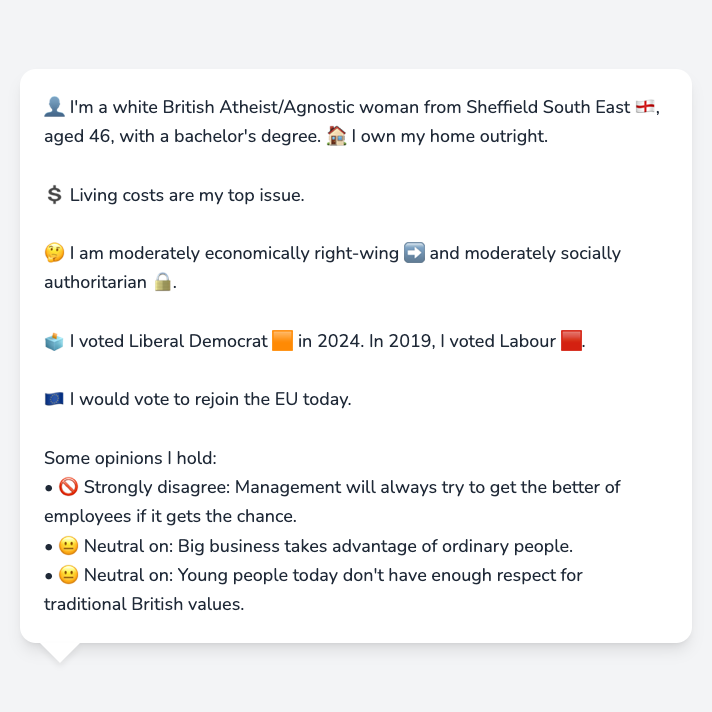 👤 I'm a white British Atheist/Agnostic woman from Sheffield South East 🏴󠁧󠁢󠁥󠁮󠁧󠁿,
aged 46, with a bachelor's degree. 🏠 I own my home outright.
💲 Living costs are my top issue.
🤔 I am moderately economically right-wing ➡️ and moderately socially
authoritarian 🔒.
🗳️ I voted Liberal Democrat 🟧 in 2024. In 2019, I voted Labour 🟥.
🇪🇺 I would vote to rejoin the EU today.
Some opinions I hold:
• 🚫 Strongly disagree: Management will always try to get the better of
employees if it gets the chance.
• 😐 Neutral on: Big business takes advantage of ordinary people.
• 😐 Neutral on: Young people today don't have enough respect for
traditional British values.